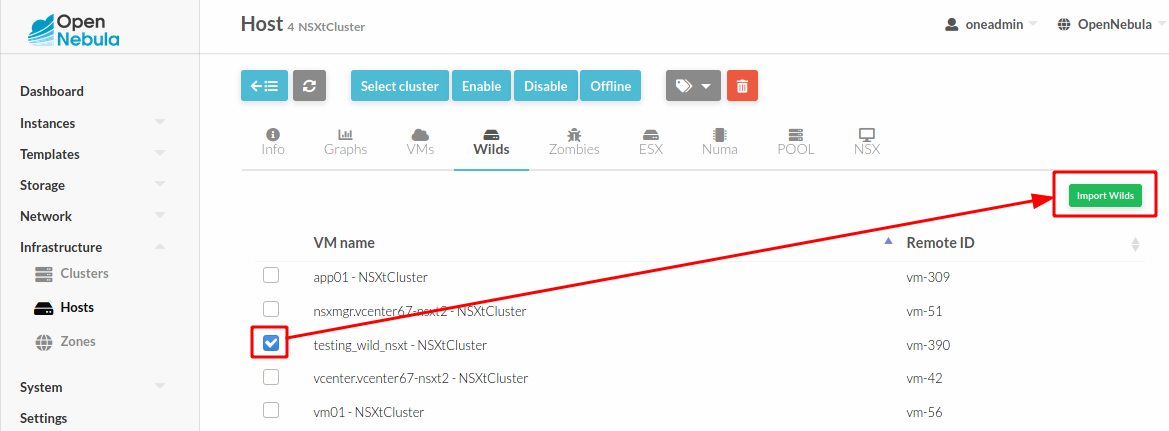 Open
Nebula
Host 4 NSXtCluster
oneadmin
OpenNebula
Select cluster Enable Disable Offline
Dashboard
Instances
Templates
Storage
Network
Infrastructure
Clusters
Hosts
Zones
System
Settings
Info Graphs VMs Wilds Zombies ESX Numa POOL NSX
Import Wilds
VM name Remote ID
app01 - NSXtCluster vm-309
nsxmgr.vcenter67-nsxt2 - NSXtCluster vm-51
testing_wild_nsxt - NSXtCluster vm-390
vcenter.vcenter67-nsxt2 - NSXtCluster vm-42
vm01 - NSXtCluster vm-56